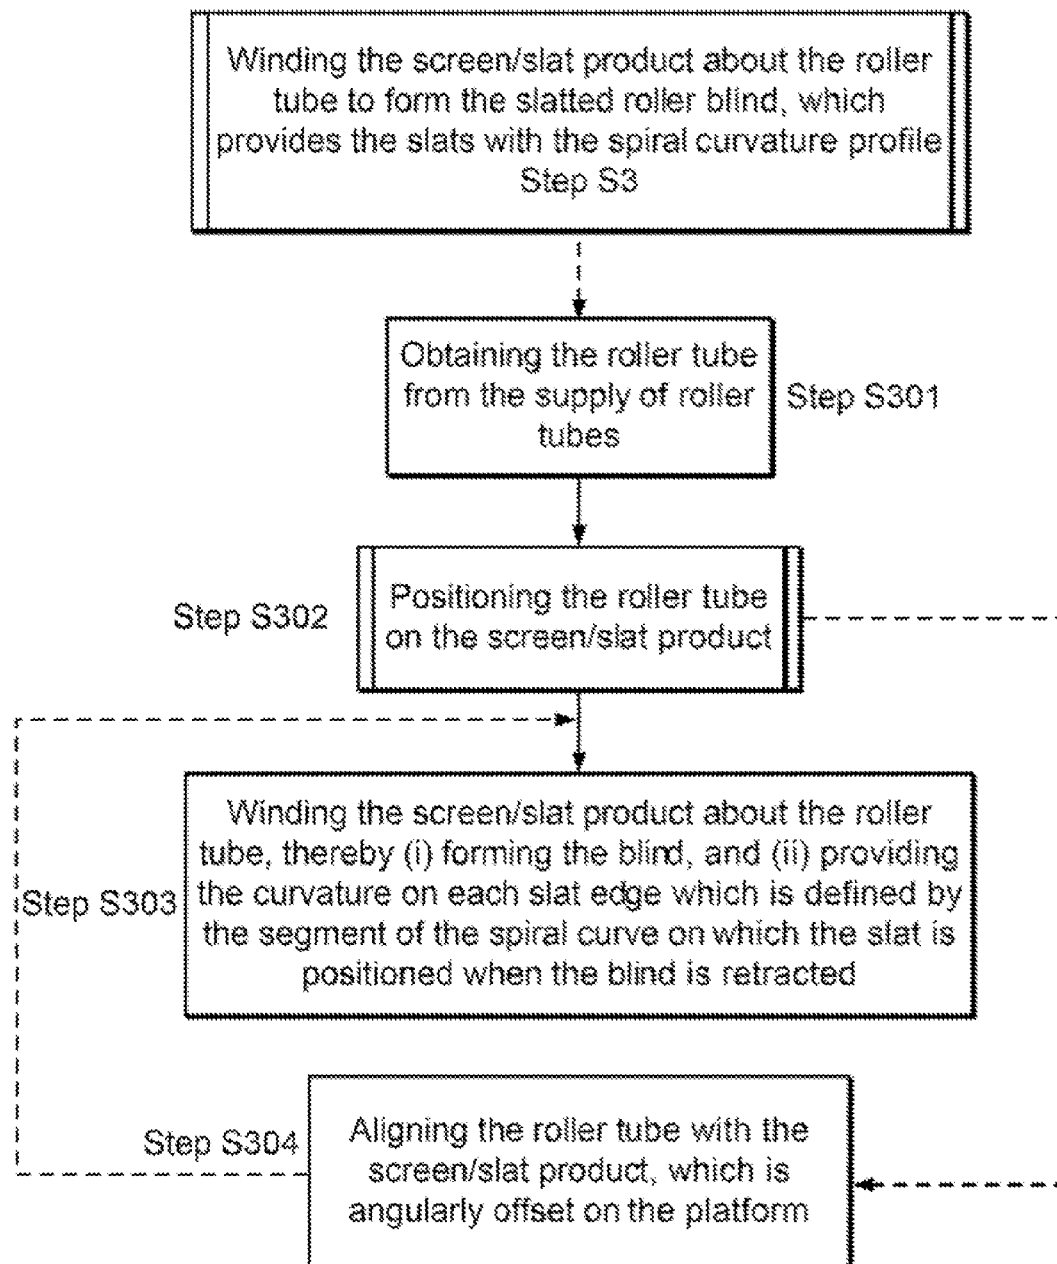 Winding the screen/slat product about the roller
tube to form the slatted roller blind, which
provides the slats with the spiral curvature profile
Step S3
Obtaining the roller tube
from the supply of roller
tubes
Step S301
Step S302
Positioning the roller tube
on the screen/slat product
Step S303
Winding the screen/slat product about the roller
tube, thereby (i) forming the blind, and (ii) providing
the curvature on each slat edge which is defined by
the segment of the spiral curve on which the slat is
positioned when the blind is retracted
Step S304
Aligning the roller tube with the
screen/slat product, which is
angularly offset on the platform